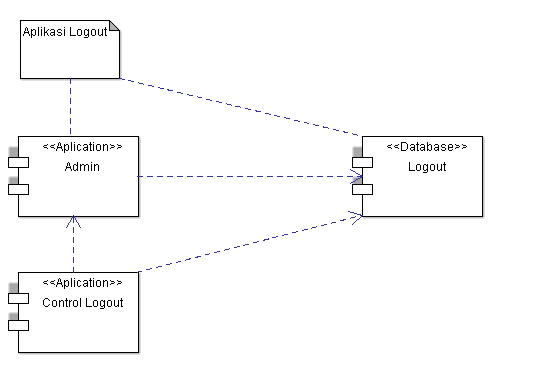 Aplikasi Logout
<<Aplication>>
Admin
<<Database>>
Logout
<<Aplication>>
Control Logout